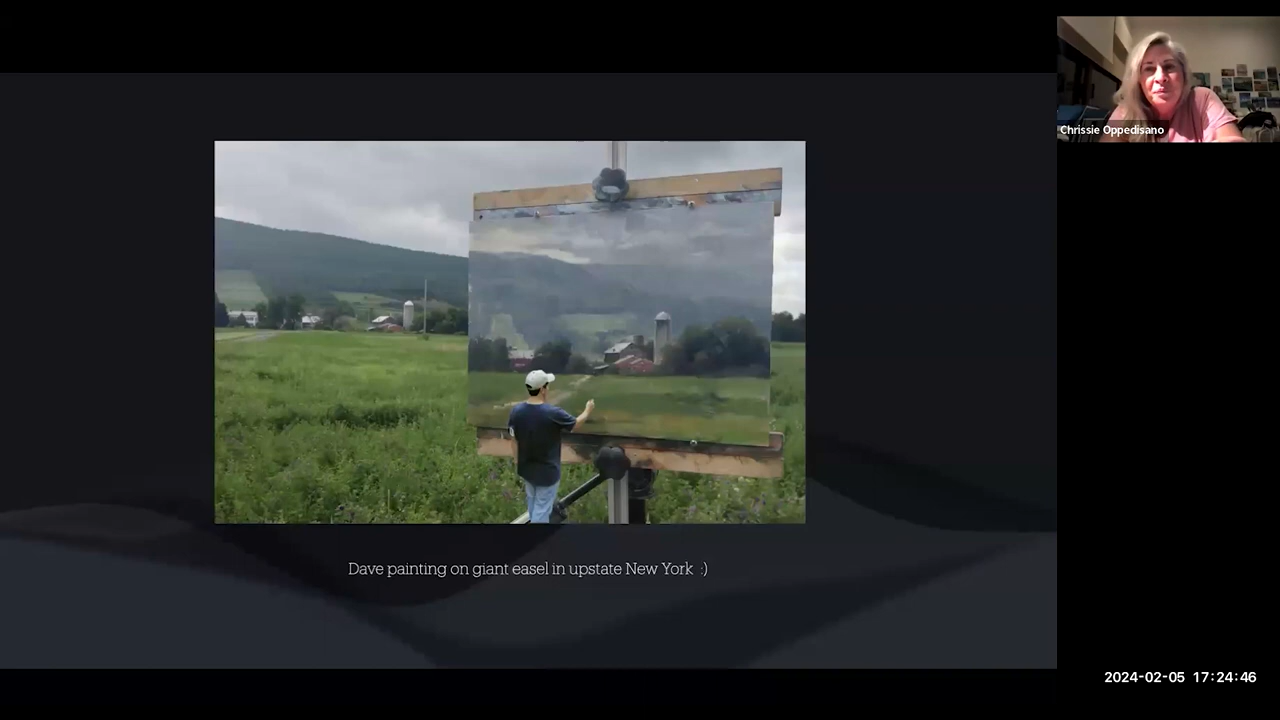 Chrissie Oppedisano
Dave painting on giant easel in upstate New York :)
2024-02-05 17:24:46